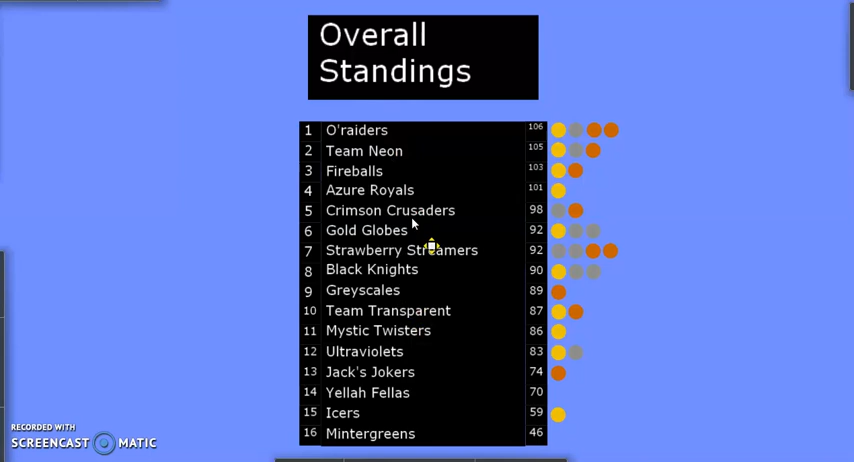 Overall
Standings
1 O'raiders 106
2 Team Neon 105
3 Fireballs 103
4 Azure Royals 101
5 Crimson Crusaders 98
6 Gold Globes 92
7 Strawberry Streamers 92
8 Black Knights 90
9 Greyscales 89
10 Team Transparent 87
11 Mystic Twisters 86
12 Ultraviolets 83
13 Jack's Jokers 74
14 Yellah Fellas 70
15 Icers 59
16 Mintergreens 46
RECORDED WITH
SCREENCAST MATIC